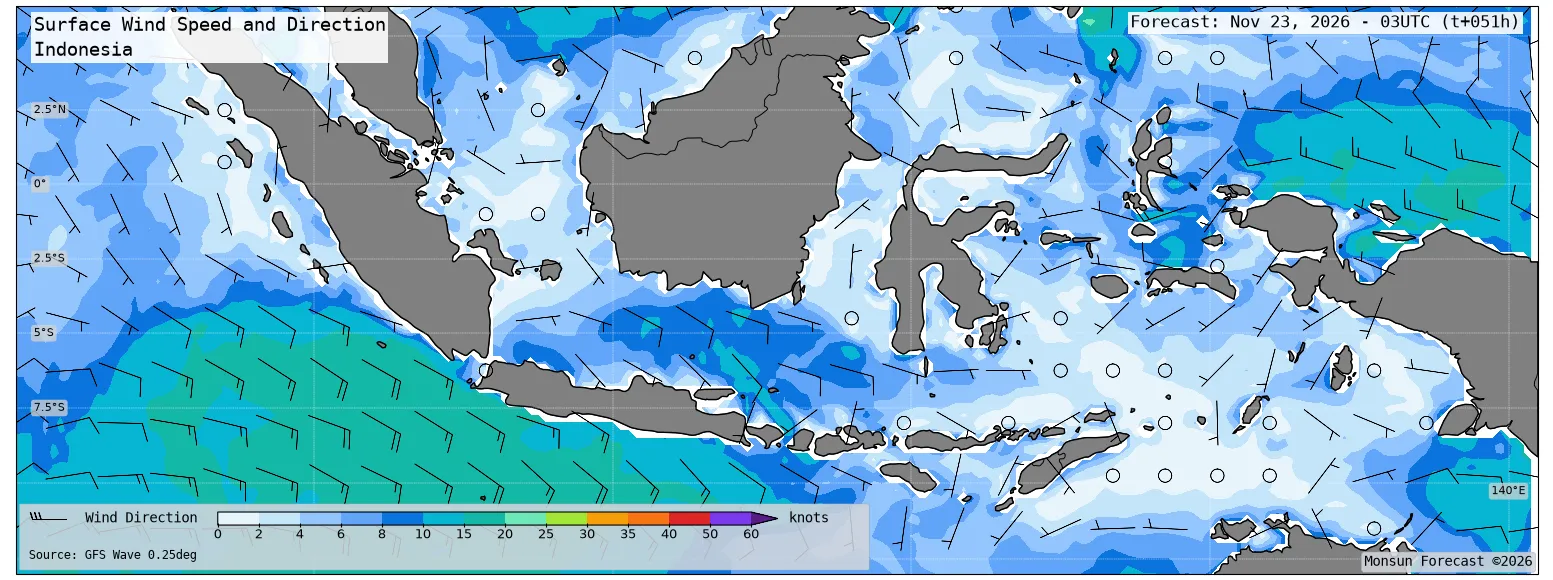 Surface Wind Speed and Direction
Indonesia
Forecast: Nov 23, 2026 - 03UTC (t+051h)
2.5°N
0°
2.5°S
5°S
7.5°S
140°E
Wind Direction
0 2 4 6 8 10 15 20 25 30 35 40 50 60 knots
Source: GFS Wave 0.25deg
Monsun Forecast ©2026